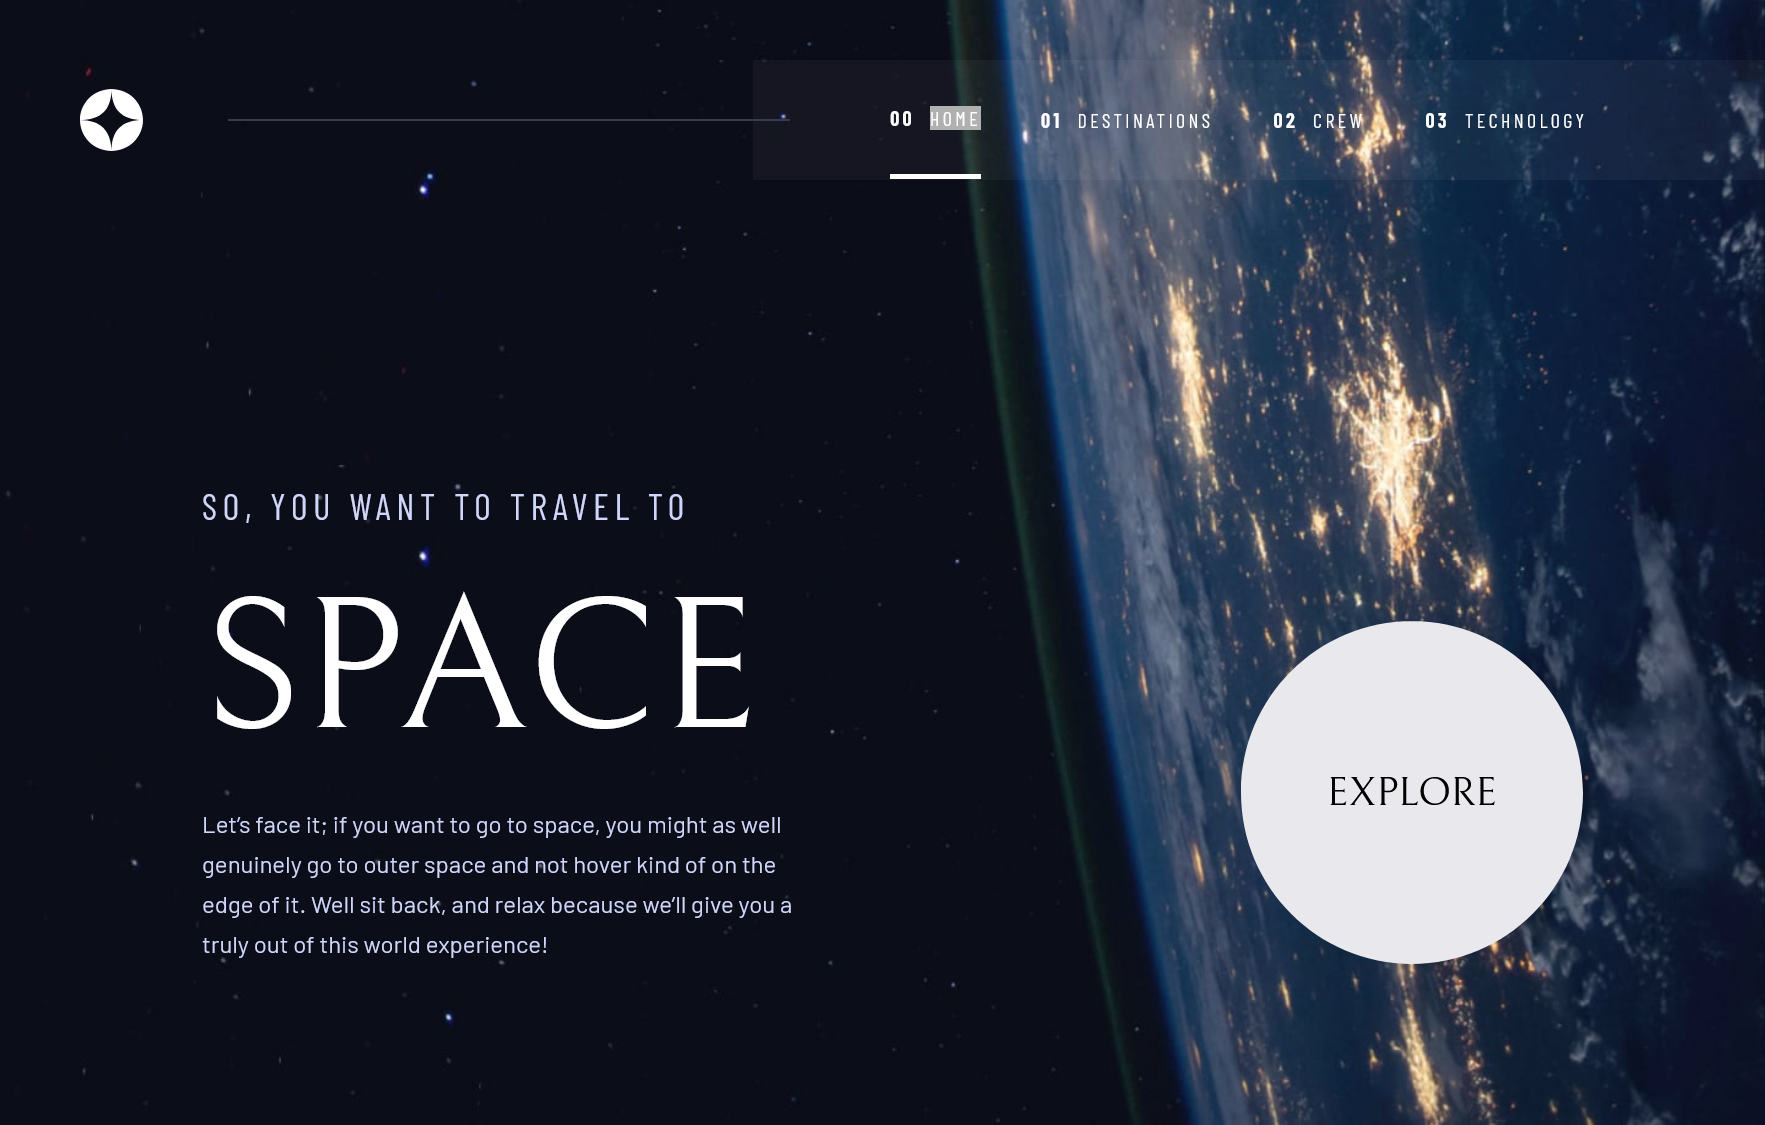 00 HOME 01 DESTINATIONS 02 CREW 03 TECHNOLOGY
SO, YOU WANT TO TRAVEL TO
SPACE
Let’s face it; if you want to go to space, you might as well
genuinely go to outer space and not hover kind of on the
edge of it. Well sit back, and relax because we’ll give you a
truly out of this world experience!
EXPLORE